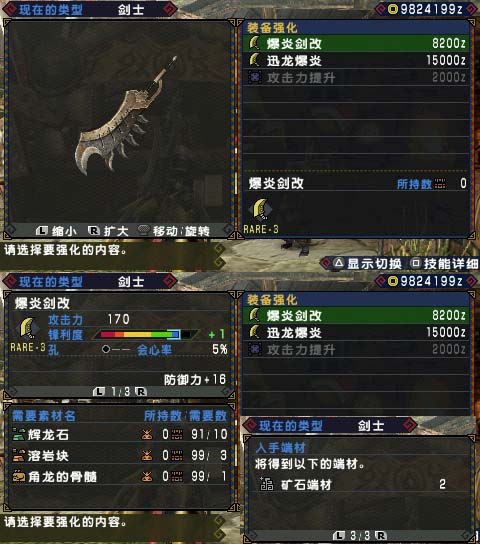 现在的类型 剑士
9824199z
装备强化
爆炎剑改 8200z
迅龙爆炎 15000z
攻击力提升 2000z
爆炎剑改 所持数 0
RARE-3
L 缩小 R 扩大 移动/旋转
请选择要强化的内容。
△显示切换 □技能详细
现在的类型 剑士
9824199z
爆炎剑改
攻击力 170
锋利度 +1
RARE-3
孔 ●—— 会心率 5%
防御力+16
L 1/3 R
装备强化
爆炎剑改 8200z
迅龙爆炎 15000z
攻击力提升 2000z
需要素材名 所持数/需要数
辉龙石 0 91/10
溶岩块 0 99/ 3
角龙的骨髓 0 99/ 1
请选择要强化的内容。
现在的类型 剑士
入手端材
将得到以下的端材。
矿石端材 2
L 3/3 R